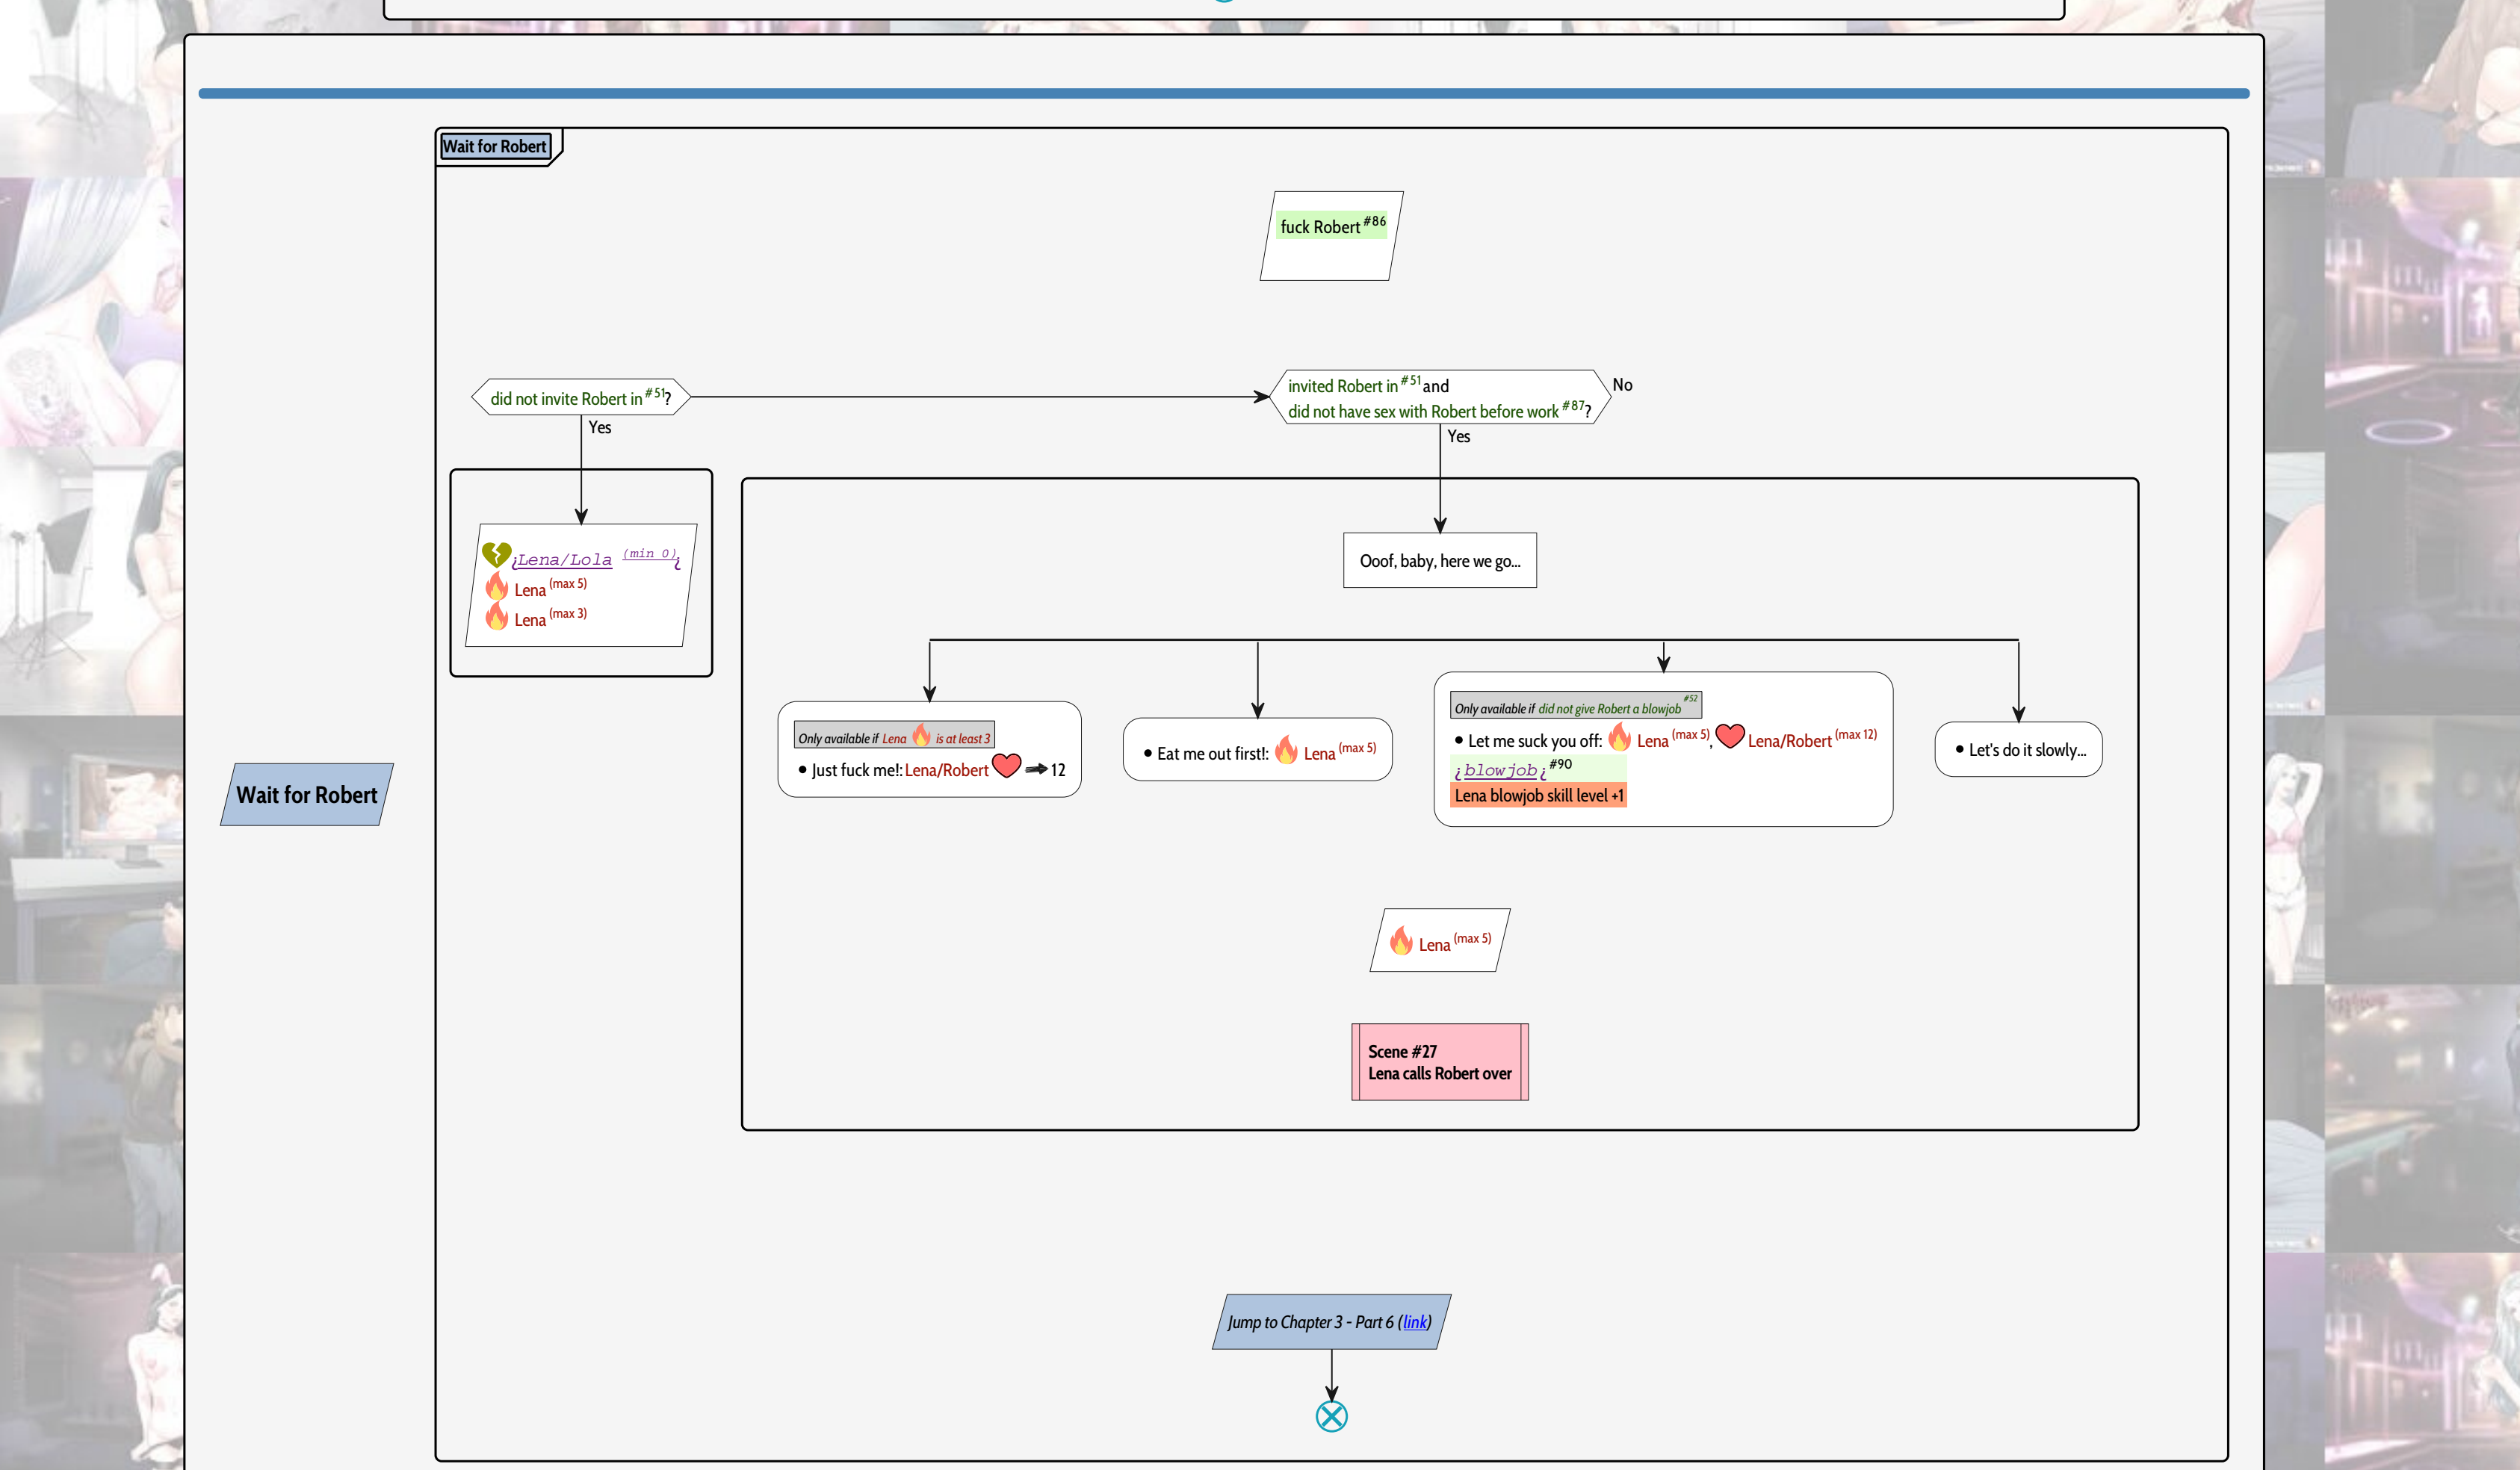 Wait for Robert
fuck Robert #86
did not invite Robert in #51?
invited Robert in #51 and
did not have sex with Robert before work #87?
No
Yes
Yes
¿Lena/Lola (min 0)¿
Lena (max 5)
Lena (max 3)
Ooof, baby, here we go...
Only available if Lena is at least 3
• Just fuck me!: Lena/Robert 12
• Eat me out first!: Lena (max 5)
Only available if did not give Robert a blowjob #52
• Let me suck you off: Lena (max 5), Lena/Robert (max 12)
¿blowjob¿ #90
Lena blowjob skill level +1
• Let's do it slowly...
Wait for Robert
Lena (max 5)
Scene #27
Lena calls Robert over
Jump to Chapter 3 - Part 6 (link)